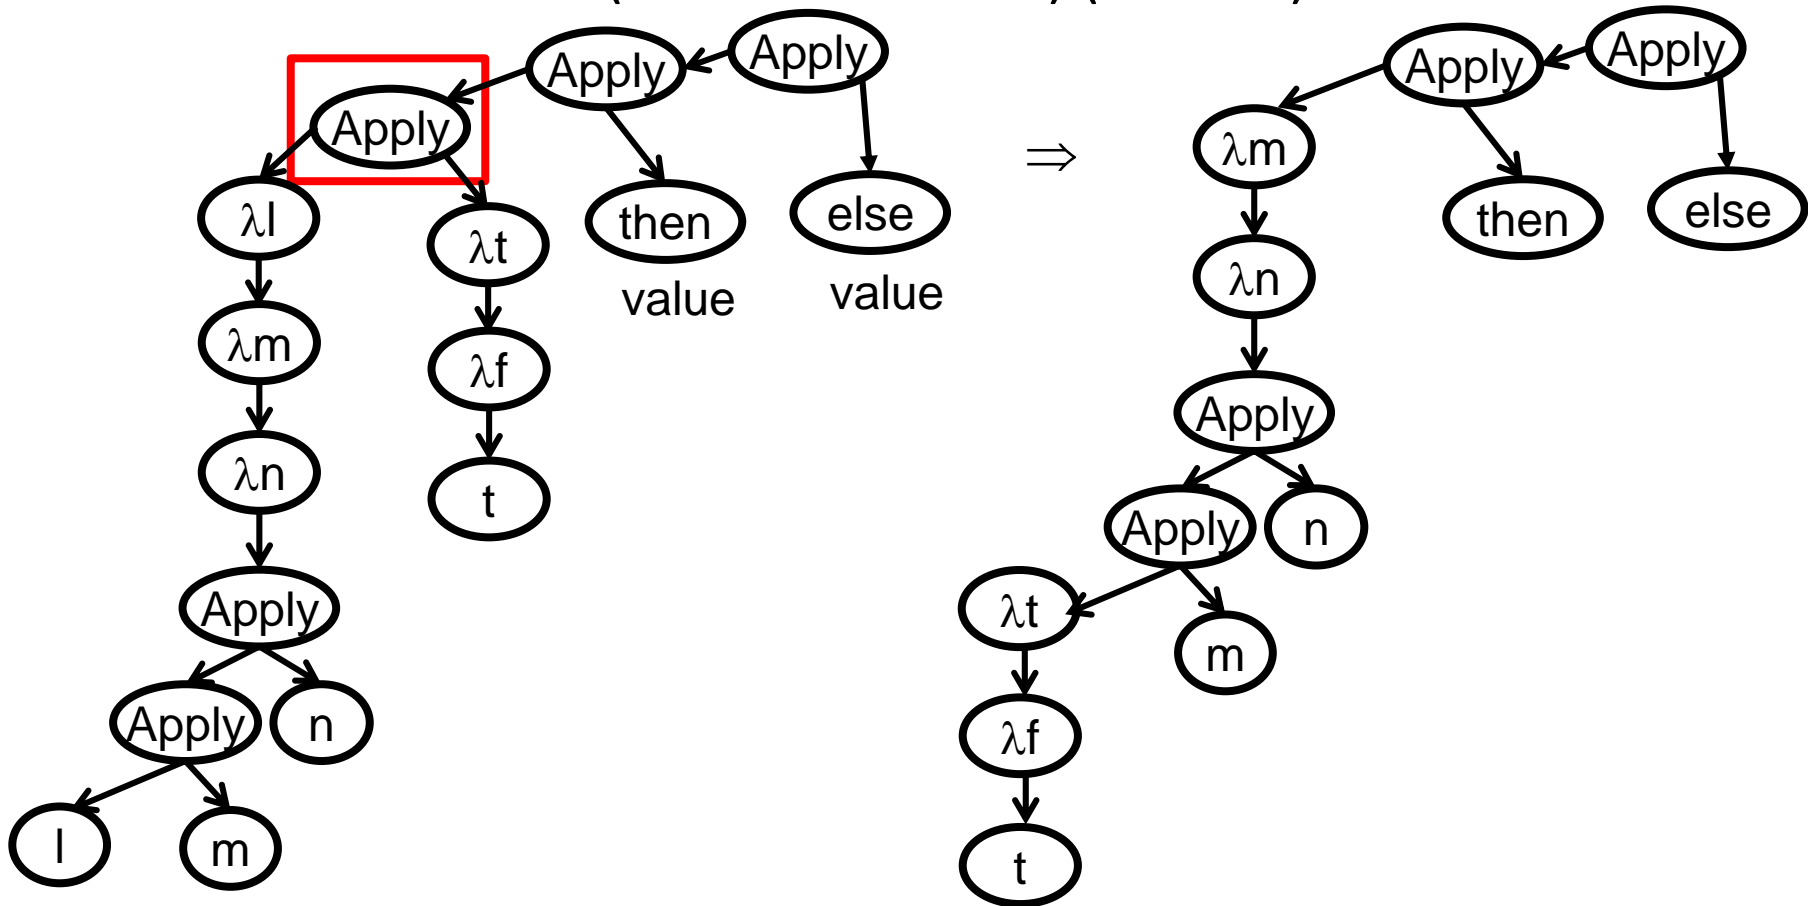 Apply Apply Apply Apply
Apply
λl λt then else ⇒ λm then else
value value
λm λf λn
λn t Apply
Apply Apply n
Apply n λt m
l m λf
t